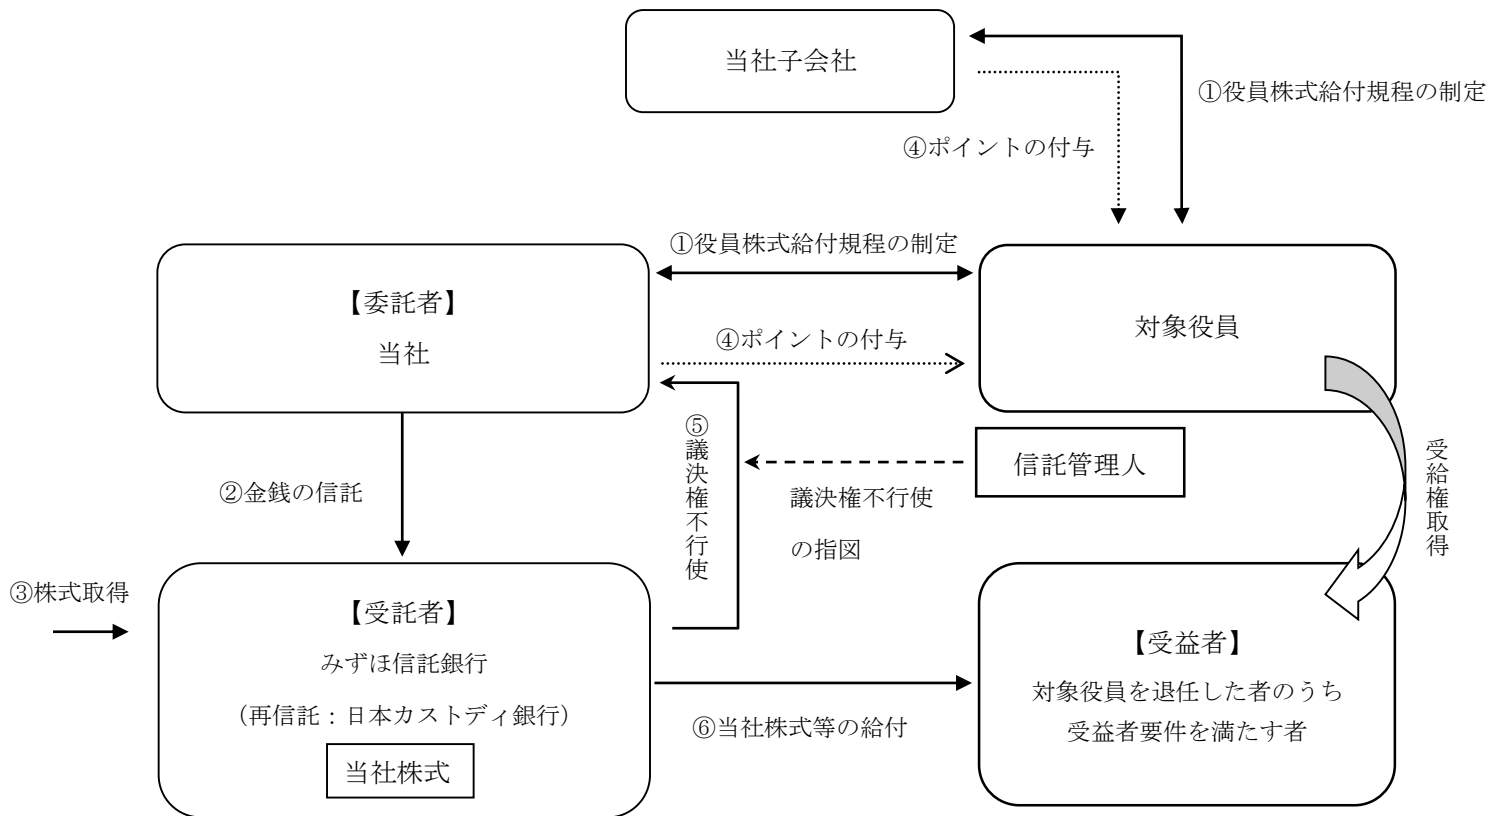 当社子会社
①役員株式給付規程の制定
④ポイントの付与
①役員株式給付規程の制定
【委託者】
当社
④ポイントの付与
対象役員
⑤議決権不行使
信託管理人
議決権不行使
の指図
受給権取得
②金銭の信託
③株式取得
【受託者】
みずほ信託銀行
（再信託：日本カストディ銀行）
当社株式
⑥当社株式等の給付
【受益者】
対象役員を退任した者のうち
受益者要件を満たす者